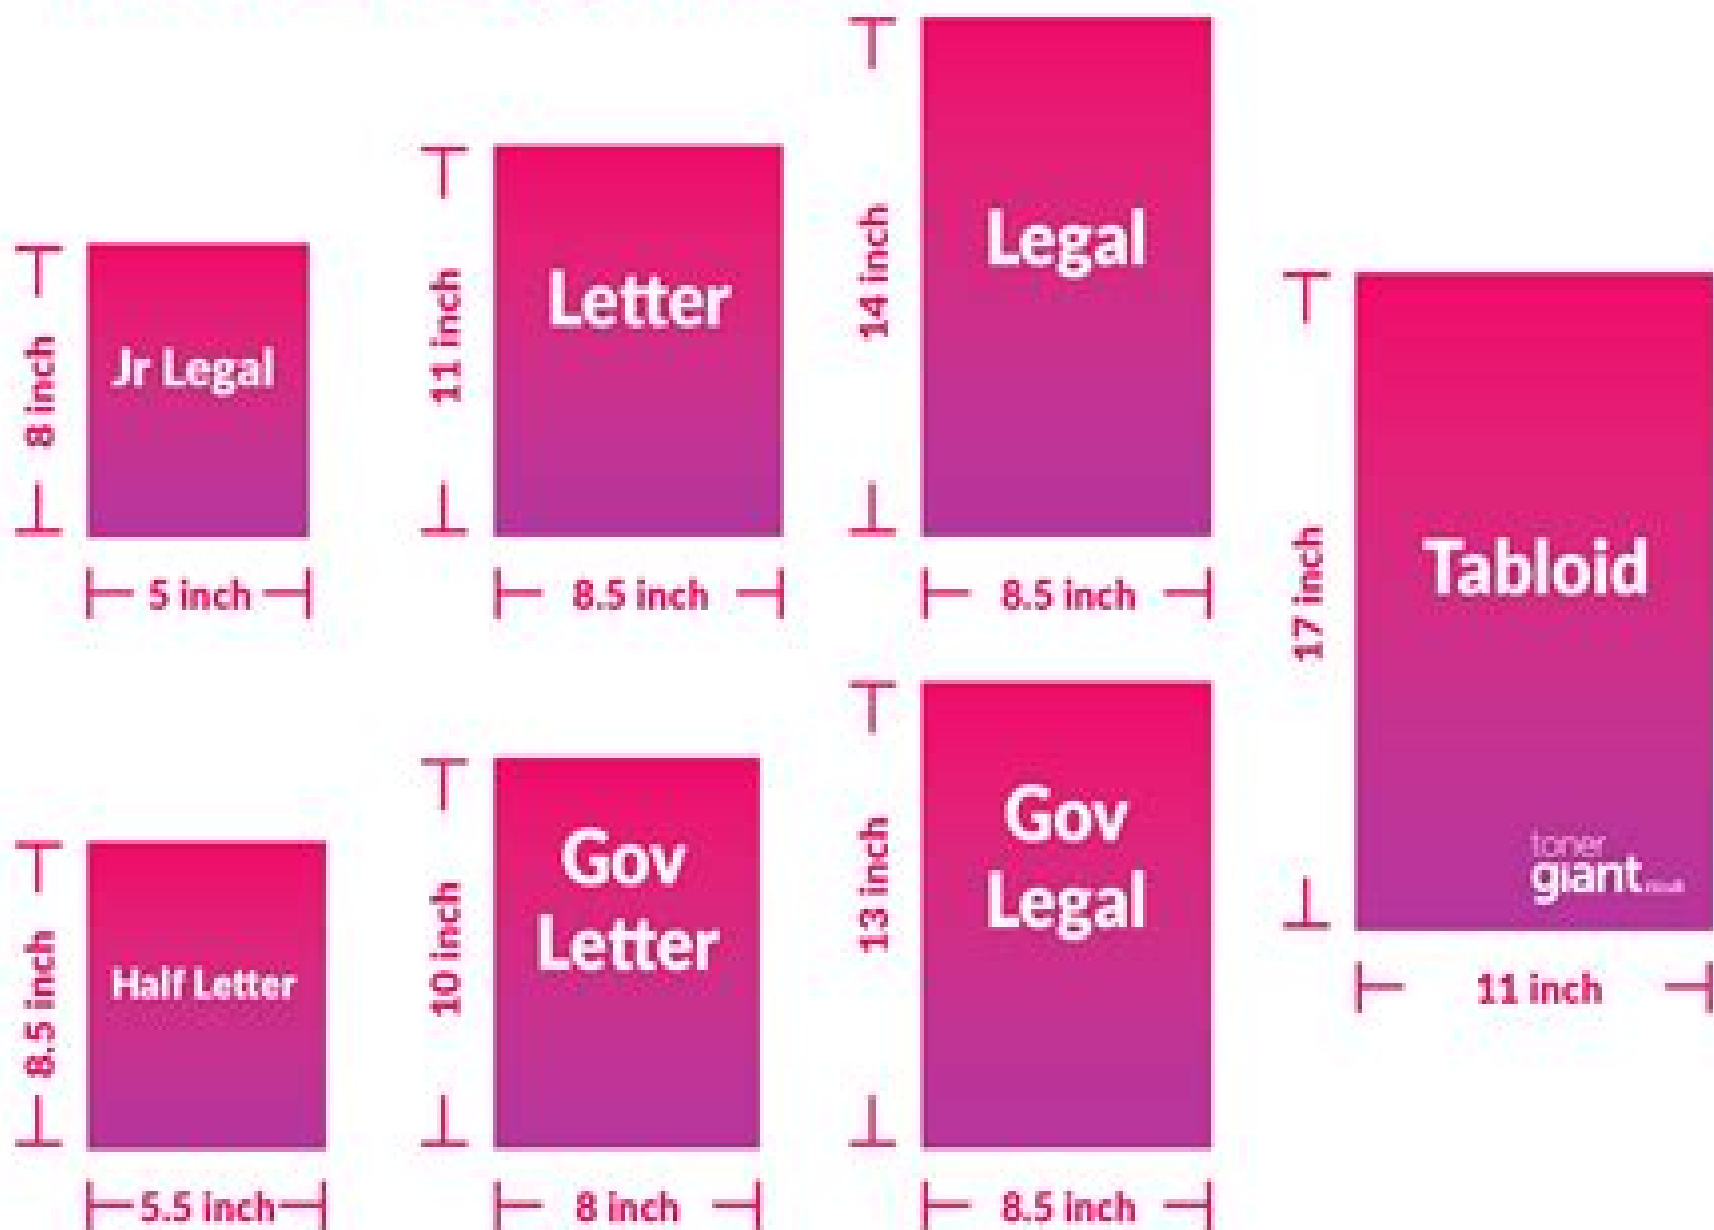 8 inch
Jr Legal
5 inch
11 inch
Letter
8.5 inch
14 inch
Legal
8.5 inch
17 inch
Tabloid
toner
giant
11 inch
8.5 inch
Half Letter
5.5 inch
10 inch
Gov
Letter
8 inch
13 inch
Gov
Legal
8.5 inch